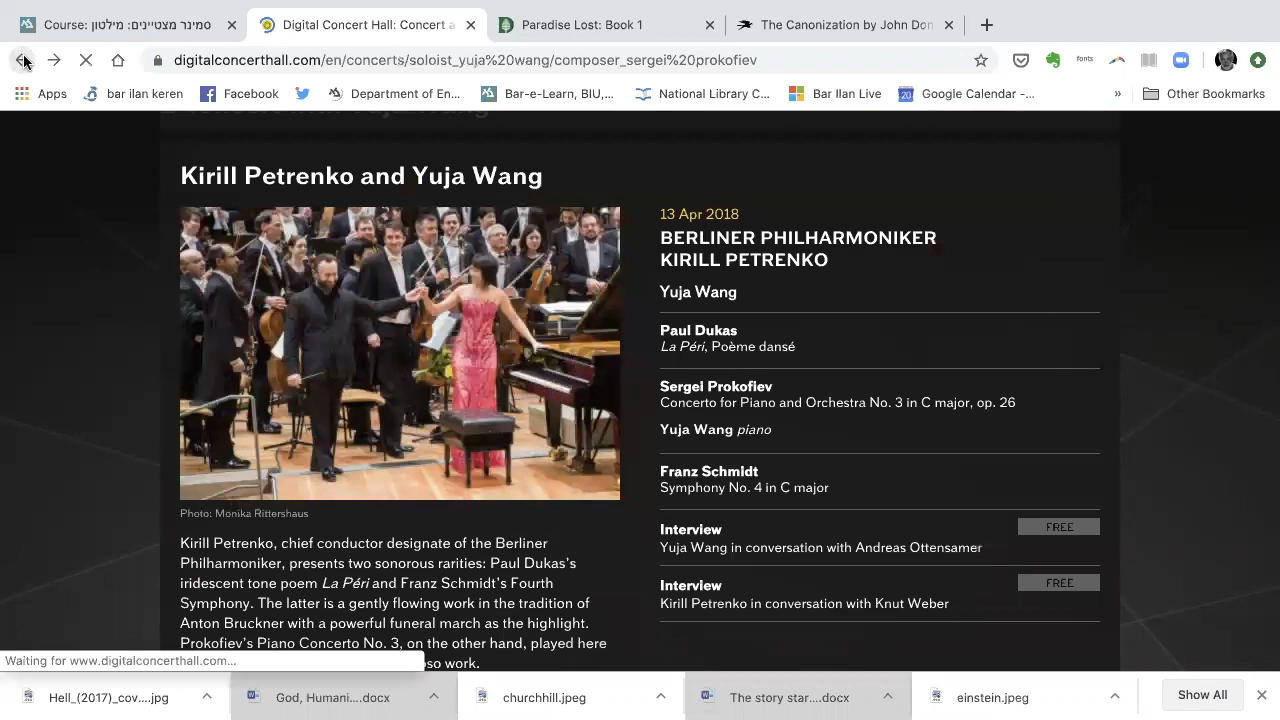 Course: סמינר מצטיינים: מילטון
Digital Concert Hall: Concert a
Paradise Lost: Book 1
The Canonization by John Don
digitalconcerthall.com/en/concerts/soloist_yuja%20wang/composer_sergei%20prokofiev
fonts
Apps
bar ilan keren
Facebook
Department of En...
Bar-e-Learn, BIU,...
National Library C...
Bar Ilan Live
20
Google Calendar -...
»
Other Bookmarks
Kirill Petrenko and Yuja Wang
13 Apr 2018
BERLINER PHILHARMONIKER
KIRILL PETRENKO
Yuja Wang
Paul Dukas
La Péri, Poème dansé
Sergei Prokofiev
Concerto for Piano and Orchestra No. 3 in C major, op. 26
Yuja Wang piano
Franz Schmidt
Symphony No. 4 in C major
Interview
FREE
Yuja Wang in conversation with Andreas Ottensamer
Interview
FREE
Kirill Petrenko in conversation with Knut Weber
Photo: Monika Rittershaus
Kirill Petrenko, chief conductor designate of the Berliner
Philharmoniker, presents two sonorous rarities: Paul Dukas's
iridescent tone poem La Péri and Franz Schmidt's Fourth
Symphony. The latter is a gently flowing work in the tradition of
Anton Bruckner with a powerful funeral march as the highlight.
Prokofiev's Piano Concerto No. 3, on the other hand, played here
oso work.
Waiting for www.digitalconcerthall.com...
Hell_(2017)_cov....jpg
God, Humani....docx
churchhill.jpeg
The story star....docx
einstein.jpeg
Show All